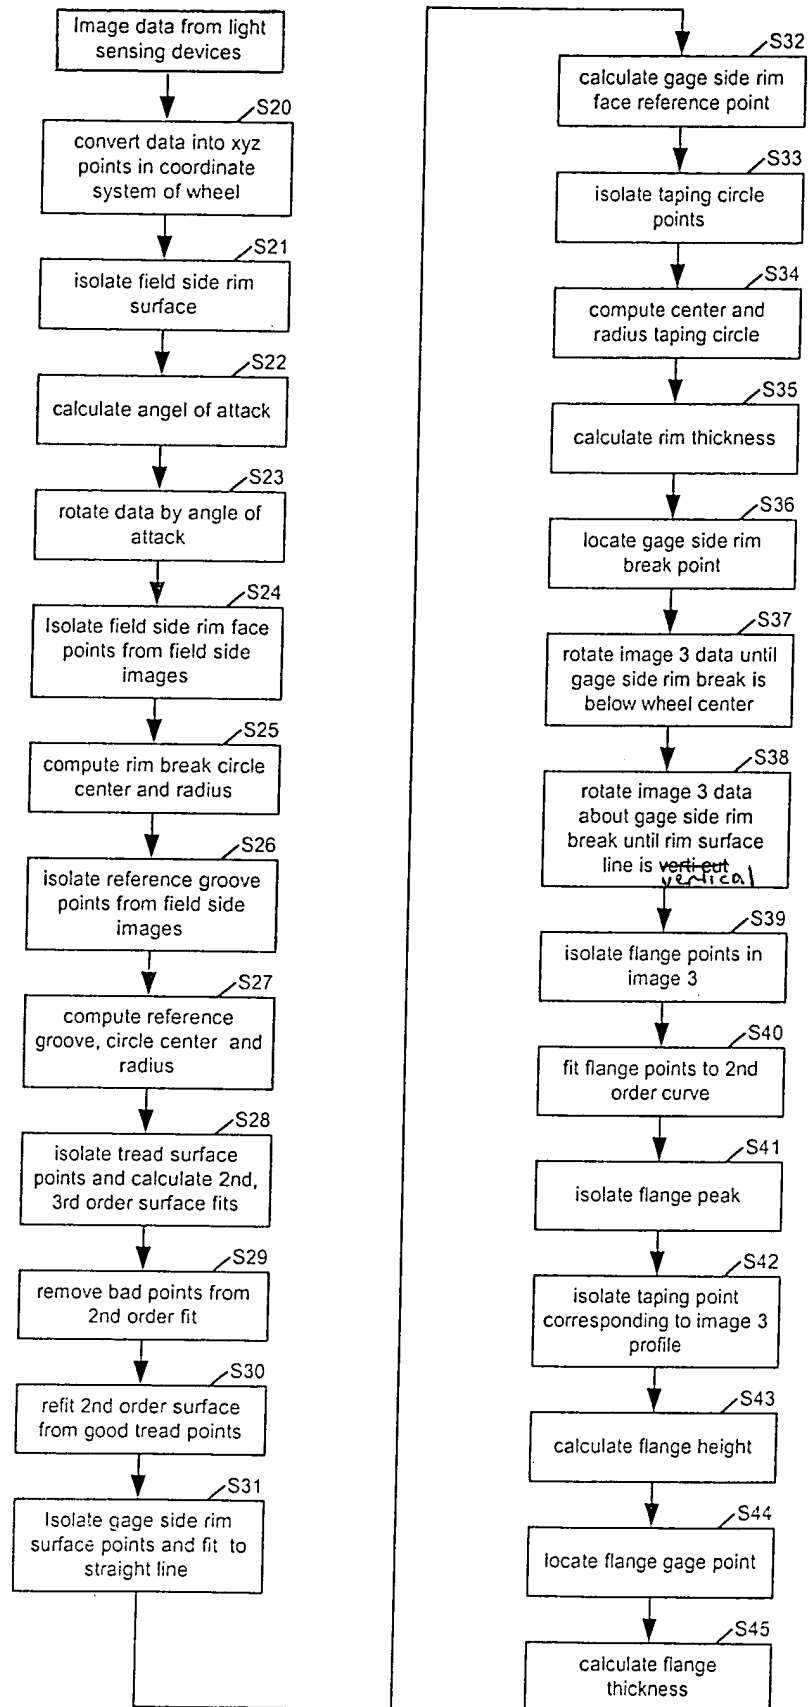 Image data from light
sensing devices
S20
convert data into xyz
points in coordinate
system of wheel
S21
isolate field side rim
surface
S22
calculate angel of attack
S23
rotate data by angle of
attack
S24
Isolate field side rim face
points from field side
images
S25
compute rim break circle
center and radius
S26
isolate reference groove
points from field side
images
S27
compute reference
groove, circle center and
radius
S28
isolate tread surface
points and calculate 2nd,
3rd order surface fits
S29
remove bad points from
2nd order fit
S30
refit 2nd order surface
from good tread points
S31
Isolate gage side rim
surface points and fit to
straight line
S32
calculate gage side rim
face reference point
S33
isolate taping circle
points
S34
compute center and
radius taping circle
S35
calculate rim thickness
S36
locate gage side rim
break point
S37
rotate image 3 data until
gage side rim break is
below wheel center
S38
rotate image 3 data
about gage side rim
break until rim surface
line is
vertical
S39
isolate flange points in
image 3
S40
fit flange points to 2nd
order curve
S41
isolate flange peak
S42
isolate taping point
corresponding to image 3
profile
S43
calculate flange height
S44
locate flange gage point
S45
calculate flange
thickness